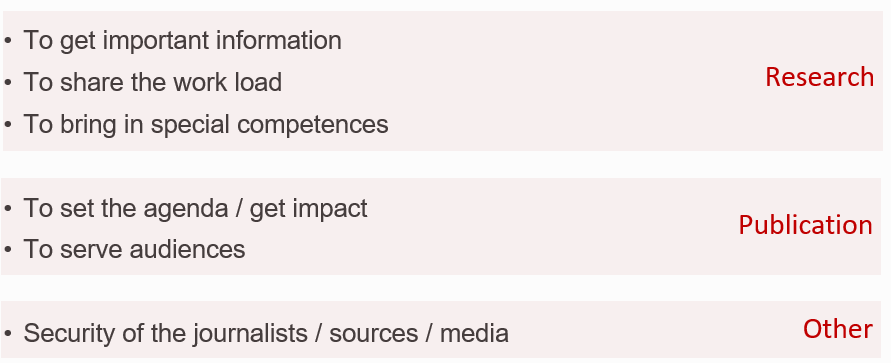 • To get important information
• To share the work load
Research
• To bring in special competences
• To set the agenda / get impact
Publication
• To serve audiences
• Security of the journalists / sources / media
Other